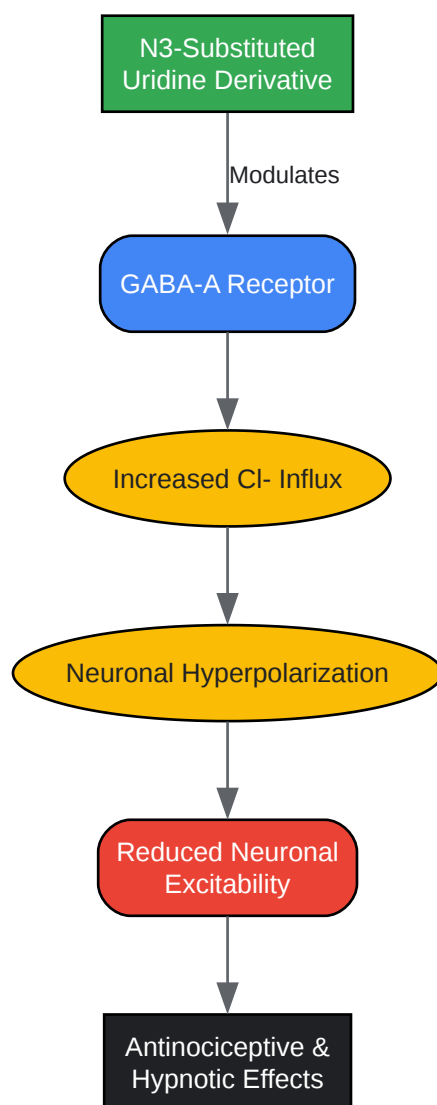 N3-Substituted
Uridine Derivative
Modulates
GABA-A Receptor
Increased Cl- Influx
Neuronal Hyperpolarization
Reduced Neuronal
Excitability
Antinociceptive &
Hypnotic Effects